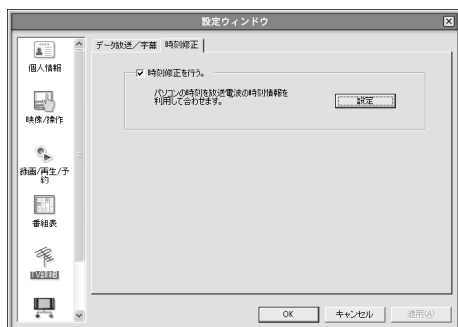 設定ウィンドウ
個人情報
映像/操作
録画/再生/予
約
番組表
データ放送/字幕
時刻修正
時刻修正を行う。
パソコンの時刻を放送電波の時刻情報を
利用して合わせます。
設定
OK
キャンセル
適用(A)